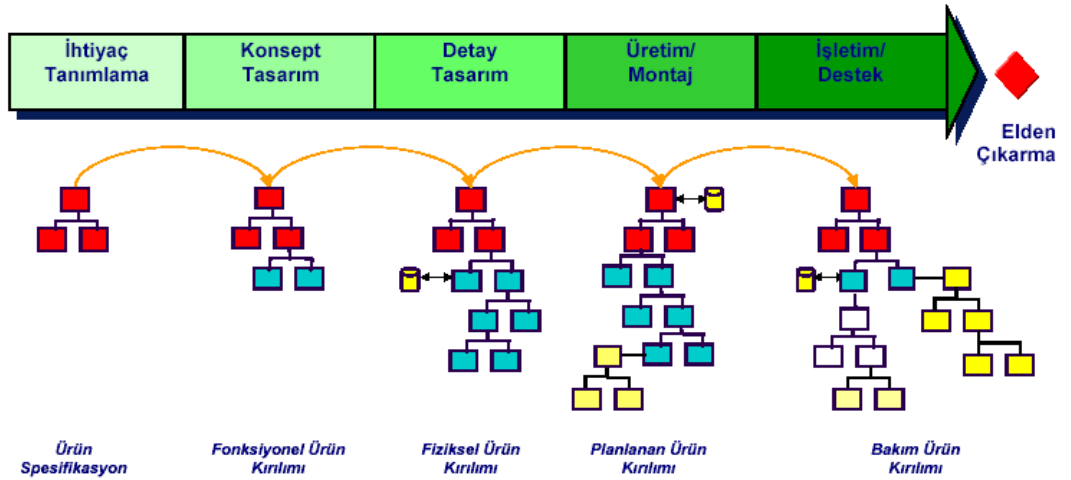 İhtiyaç
Tanımlama
Konsept
Tasarım
Detay
Tasarım
Üretim/
Montaj
İşletim/
Destek
Elden
Çıkarma
Ürün
Spesifikasyon
Fonksiyonel Ürün
Kırılımı
Fiziksel Ürün
Kırılımı
Planlanan Ürün
Kırılımı
Bakım Ürün
Kırılımı